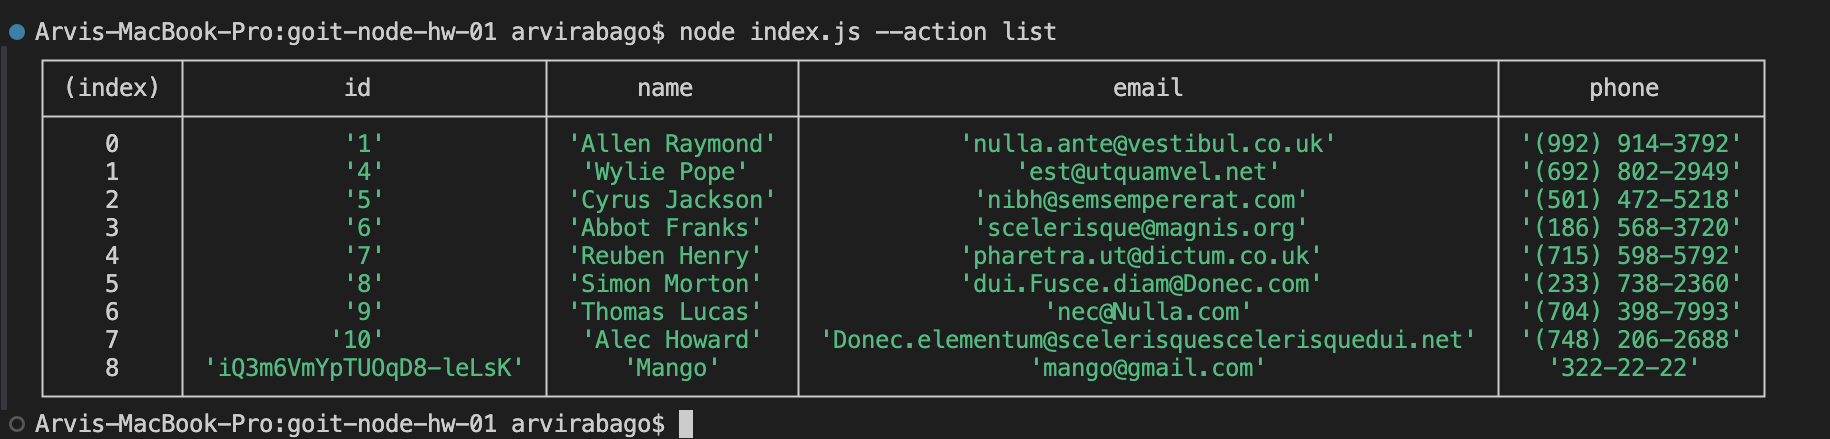 Arvis-MacBook-Pro:goit-node-hw-01 arvirabago$ node index.js --action list
(index) id name email phone
0 '1' 'Allen Raymond' 'nulla.ante@vestibul.co.uk' '(992) 914-3792'
1 '4' 'Wylie Pope' 'est@utquamvel.net' '(692) 802-2949'
2 '5' 'Cyrus Jackson' 'nibh@semsempererat.com' '(501) 472-5218'
3 '6' 'Abbot Franks' 'scelerisque@magnis.org' '(186) 568-3720'
4 '7' 'Reuben Henry' 'pharetra.ut@dictum.co.uk' '(715) 598-5792'
5 '8' 'Simon Morton' 'dui.Fusce.diam@Donec.com' '(233) 738-2360'
6 '9' 'Thomas Lucas' 'nec@Nulla.com' '(704) 398-7993'
7 '10' 'Alec Howard' 'Donec.elementum@scelerisquescelerisquedui.net' '(748) 206-2688'
8 'iQ3m6VmYpTUOqD8-leLsK' 'Mango' 'mango@gmail.com' '322-22-22'
Arvis-MacBook-Pro:goit-node-hw-01 arvirabago$